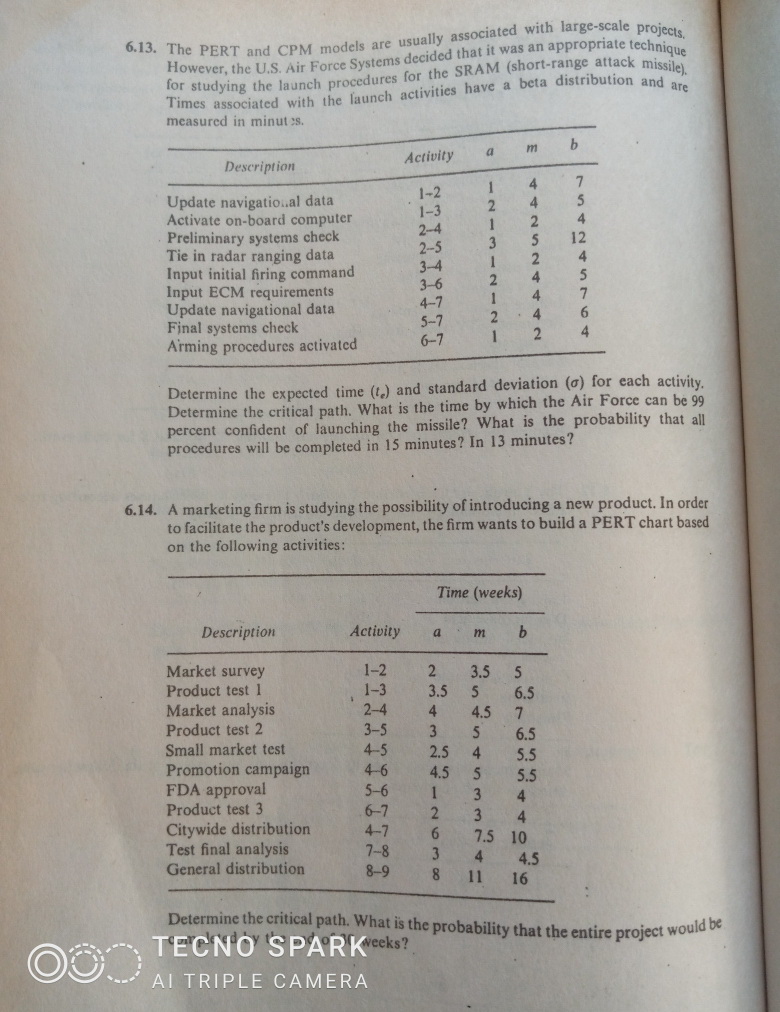 6.13. The PERT and CPM models are usually associated with large-scale projects.
However, the U.S. Air Force Systems decided that it was an appropriate technique
for studying the launch procedures for the SRAM (short-range attack missile).
Times associated with the launch activities have a beta distribution and are
measured in minutes.
Description Activity a m b
Update navigational data 1–2 1 4 7
Activate on-board computer 1–3 2 4 5
Preliminary systems check 2–4 1 2 4
Tie in radar ranging data 2–5 3 5 12
Input initial firing command 3–4 1 2 4
Input ECM requirements 3–6 2 4 5
Update navigational data 4–7 1 4 7
Final systems check 5–7 2 4 6
Arming procedures activated 6–7 1 2 4
Determine the expected time (tₑ) and standard deviation (σ) for each activity.
Determine the critical path. What is the time by which the Air Force can be 99
percent confident of launching the missile? What is the probability that all
procedures will be completed in 15 minutes? In 13 minutes?
6.14. A marketing firm is studying the possibility of introducing a new product. In order
to facilitate the product's development, the firm wants to build a PERT chart based
on the following activities:
Time (weeks)
Description Activity a m b
Market survey 1–2 2 3.5 5
Product test 1 1–3 3.5 5 6.5
Market analysis 2–4 4 4.5 7
Product test 2 3–5 3 5 6.5
Small market test 4–5 2.5 4 5.5
Promotion campaign 4–6 4.5 5 5.5
FDA approval 5–6 1 3 4
Product test 3 6–7 2 3 4
Citywide distribution 4–7 6 7.5 10
Test final analysis 7–8 3 4 4.5
General distribution 8–9 8 11 16
Determine the critical path. What is the probability that the entire project would be
completed by the end of weeks?
TECNO SPARK
AI TRIPLE CAMERA